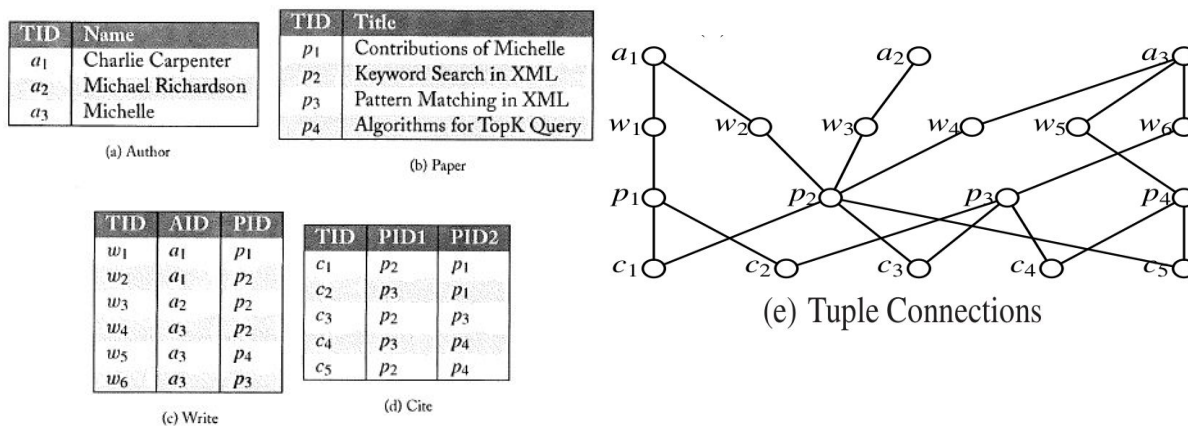 TID Name
a1 Charlie Carpenter
a2 Michael Richardson
a3 Michelle
(a) Author
TID Title
p1 Contributions of Michelle
p2 Keyword Search in XML
p3 Pattern Matching in XML
p4 Algorithms for TopK Query
(b) Paper
TID AID PID
w1 a1 p1
w2 a1 p2
w3 a2 p2
w4 a3 p2
w5 a3 p4
w6 a3 p3
(c) Write
TID PID1 PID2
c1 p2 p1
c2 p3 p1
c3 p2 p3
c4 p3 p4
c5 p2 p4
(d) Cite
a1 a2 a3
w1 w2 w3 w4 w5 w6
p1 p2 p3 p4
c1 c2 c3 c4 c5
(e) Tuple Connections